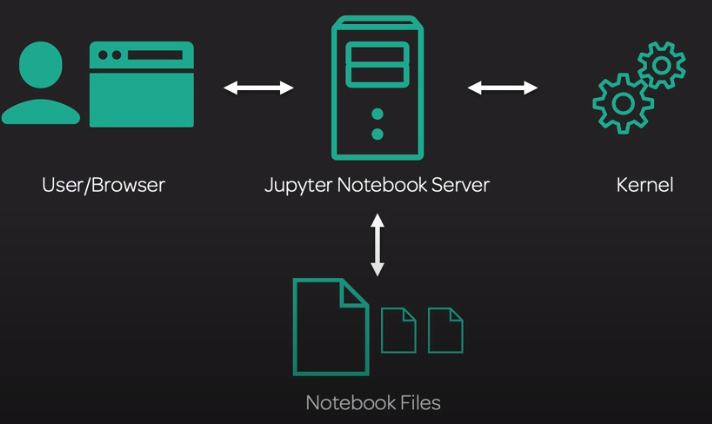 User/Browser
Jupyter Notebook Server
Kernel
Notebook Files